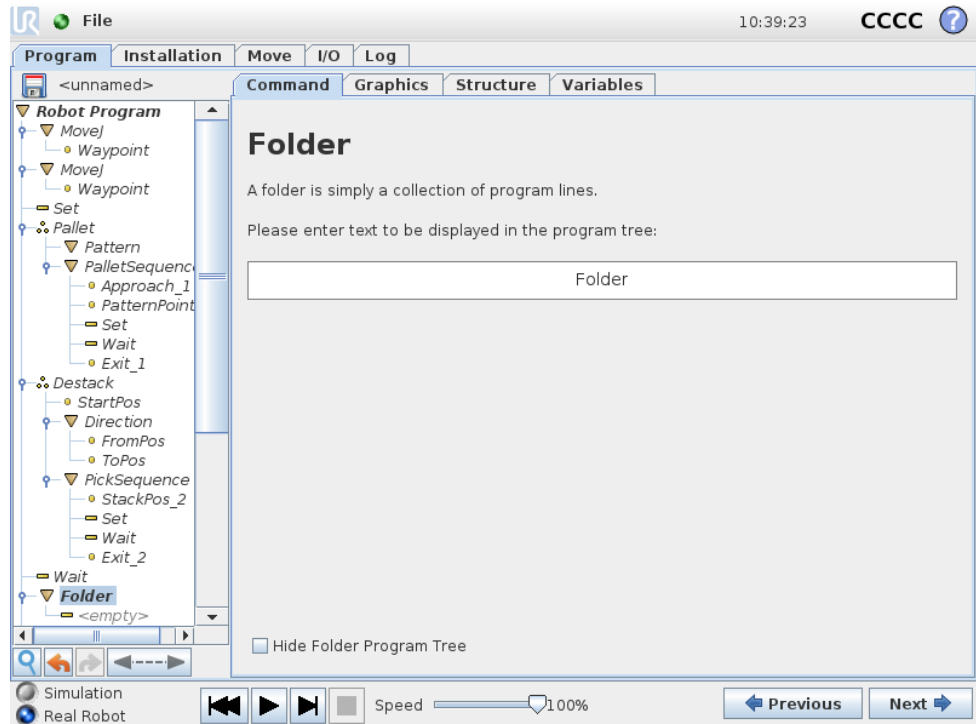 UR File 10:39:23 CCCC ?
Program Installation Move I/O Log
<unnamed>
Command Graphics Structure Variables
Robot Program
MoveJ
Waypoint
MoveJ
Waypoint
Set
Pallet
Pattern
PalletSequenc
Approach_1
PatternPoint
Set
Wait
Exit_1
Destack
StartPos
Direction
FromPos
ToPos
PickSequence
StackPos_2
Set
Wait
Exit_2
Wait
Folder
<empty>
Folder
A folder is simply a collection of program lines.
Please enter text to be displayed in the program tree:
Folder
Hide Folder Program Tree
Simulation
Real Robot
Speed 100%
Previous Next